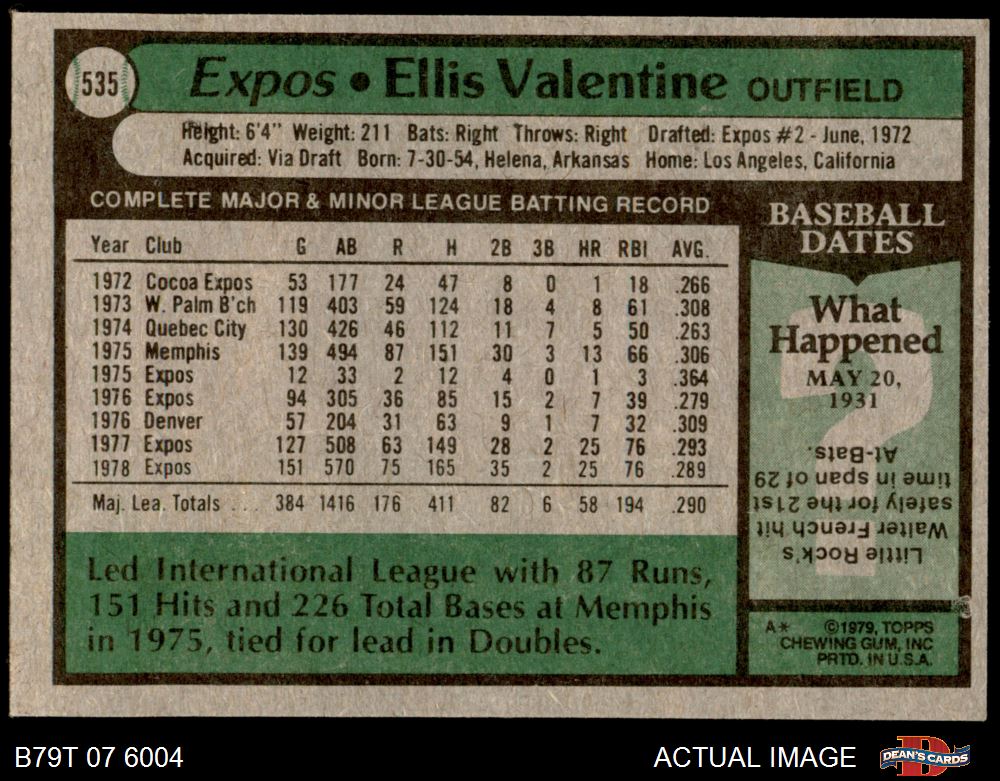 535
Expos • Ellis Valentine OUTFIELD
Height: 6'4" Weight: 211 Bats: Right Throws: Right Drafted: Expos #2 - June, 1972
Acquired: Via Draft Born: 7-30-54, Helena, Arkansas Home: Los Angeles, California
COMPLETE MAJOR & MINOR LEAGUE BATTING RECORD
Year Club G AB R H 2B 3B HR RBI AVG.
1972 Cocoa Expos 53 177 24 47 8 0 1 18 .266
1973 W. Palm B'ch 119 403 59 124 18 4 8 61 .308
1974 Quebec City 130 426 46 112 11 7 5 50 .263
1975 Memphis 139 494 87 151 30 3 13 66 .306
1975 Expos 12 33 2 12 4 0 1 3 .364
1976 Expos 94 305 36 85 15 2 7 39 .279
1976 Denver 57 204 31 63 9 1 7 32 .309
1977 Expos 127 508 63 149 28 2 25 76 .293
1978 Expos 151 570 75 165 35 2 25 76 .289
Maj. Lea. Totals . . . 384 1416 176 411 82 6 58 194 .290
Led International League with 87 Runs,
151 Hits and 226 Total Bases at Memphis
in 1975, tied for lead in Doubles.
BASEBALL
DATES
What
Happened
MAY 20,
1931
?
Little Rock's
Walter French hit
safely for the 21st
time in span of 29
At-Bats.
A* ©1979, TOPPS
CHEWING GUM, INC
PRTD. IN U.S.A.
B79T 07 6004
ACTUAL IMAGE
D
DEAN'S CARDS